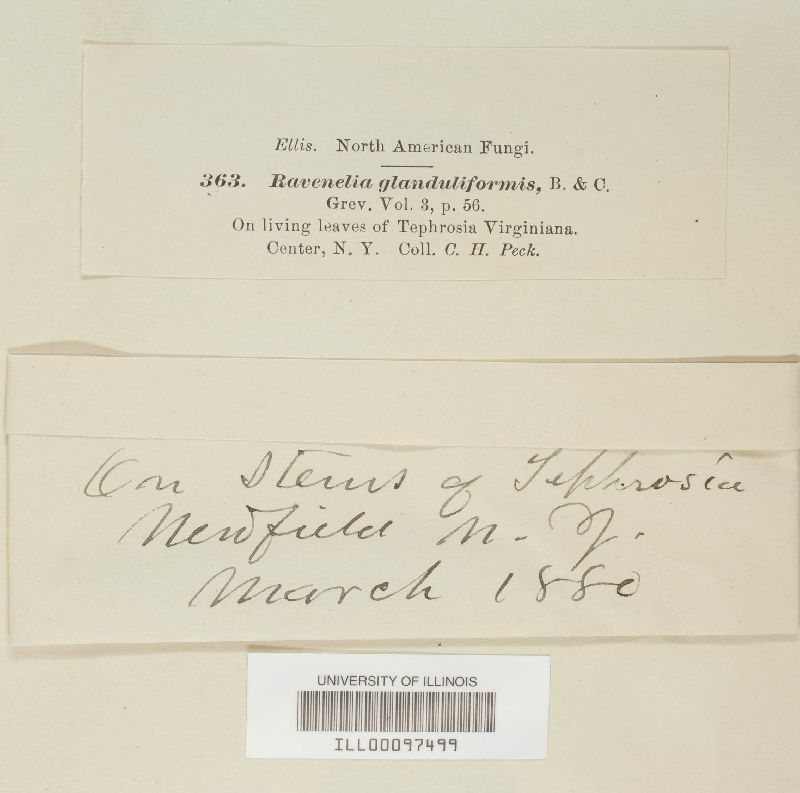 Ellis. North American Fungi.
363. Ravenelia glanduliformis, B. & C.
Grev. Vol. 3, p. 56.
On living leaves of Tephrosia Virginiana.
Center, N. Y. Coll. C. H. Peck.
On Stems of Tephrosia
Newfield N. J.
March 1880
UNIVERSITY OF ILLINOIS
ILL00097499